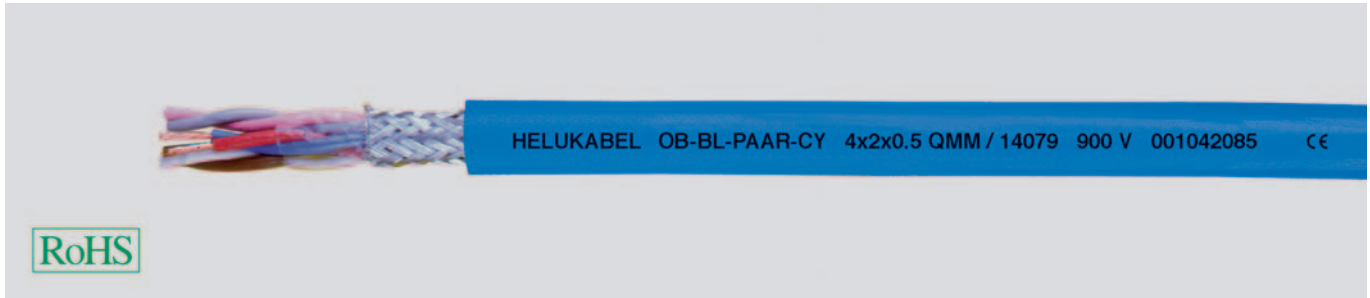 HELUKABEL OB-BL-PAAR-CY 4x2x0.5 QMM / 14079 900 V 001042085 CE
RoHS